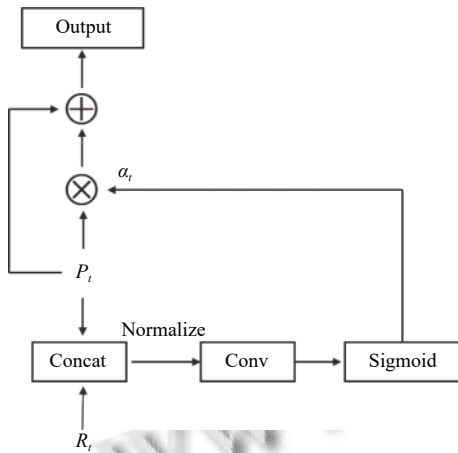 Output
α_t
P_t
Normalize
Concat
Conv
Sigmoid
R_t